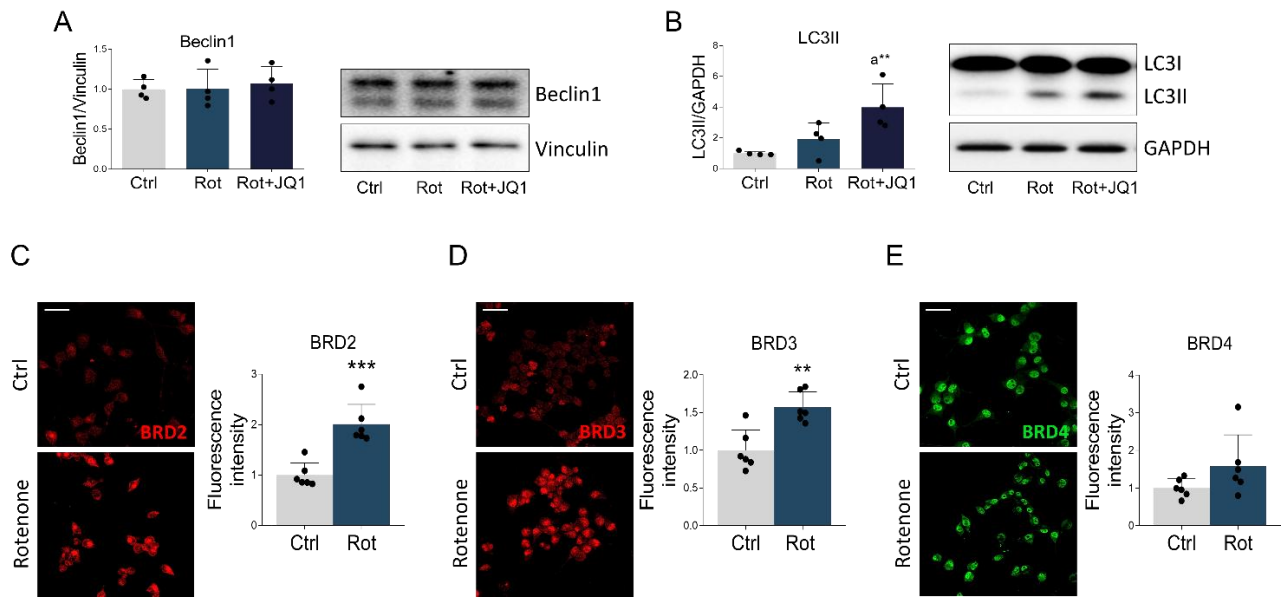 A
Beclin1
Beclin1/Vinculin
1.5
1.0
0.5
0.0
Ctrl
Rot
Rot+JQ1
Beclin1
Vinculin
Ctrl
Rot
Rot+JQ1
B
LC3II
LC3II/GAPDH
8
6
4
2
0
a**
Ctrl
Rot
Rot+JQ1
LC3I
LC3II
GAPDH
Ctrl
Rot
Rot+JQ1
C
Ctrl
BRD2
Rotenone
BRD2
Fluorescence
intensity
3
2
1
0
***
Ctrl
Rot
D
BRD3
BRD3
Fluorescence
intensity
2.0
1.5
1.0
0.5
0.0
**
Ctrl
Rot
Ctrl
Rotenone
E
Ctrl
BRD4
Rotenone
BRD4
Fluorescence
intensity
4
3
2
1
0
Ctrl
Rot